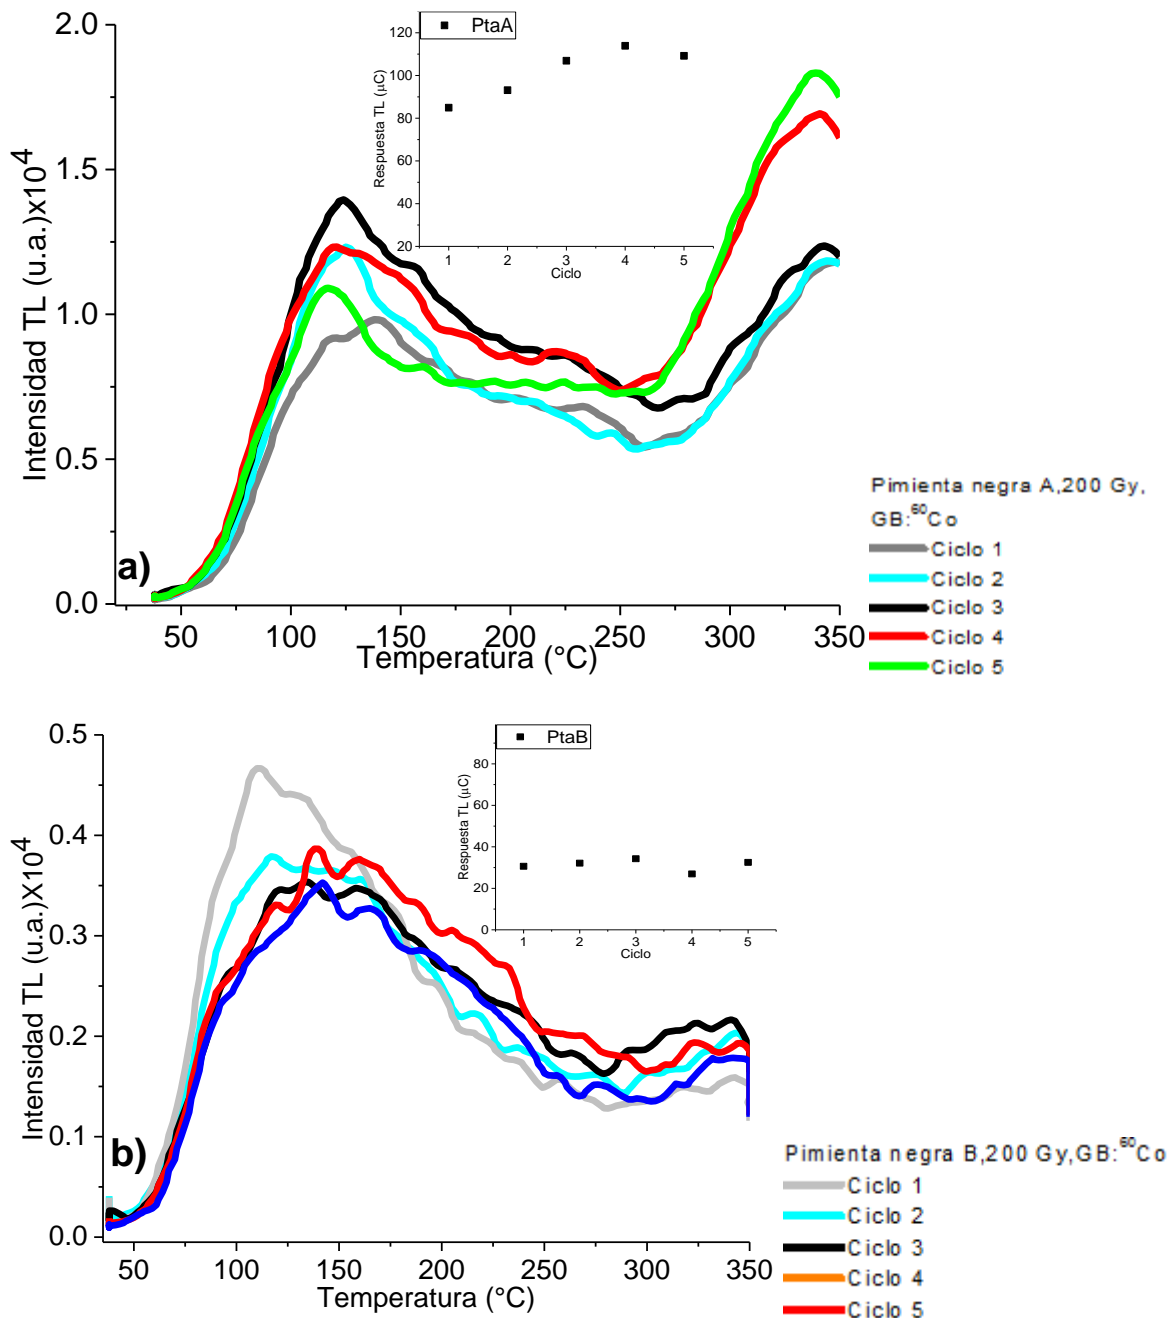 2.0
1.5
1.0
0.5
0.0
Intensidad TL (u.a.)x10⁴
a)
50 100 150 200 250 300 350
Temperatura (°C)
PtaA
120
100
80
60
40
20
Respuesta TL (µC)
1 2 3 4 5
Ciclo
Pimienta negra A,200 Gy,
GB:⁶⁰Co
Ciclo 1
Ciclo 2
Ciclo 3
Ciclo 4
Ciclo 5
0.5
0.4
0.3
0.2
0.1
0.0
Intensidad TL (u.a.)X10⁴
b)
50 100 150 200 250 300 350
Temperatura (°C)
PtaB
80
60
40
20
0
Respuesta TL (µC)
1 2 3 4 5
Ciclo
Pimienta negra B,200 Gy,GB:⁶⁰Co
Ciclo 1
Ciclo 2
Ciclo 3
Ciclo 4
Ciclo 5